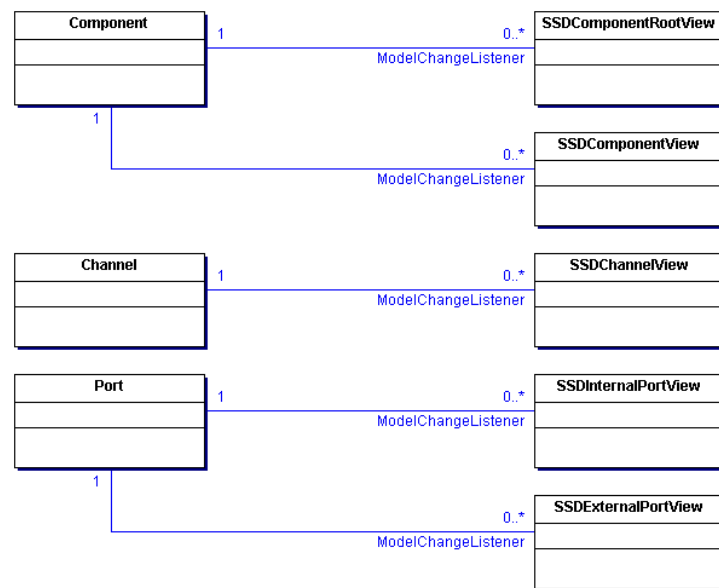 Component
1
0..*
SSDComponentRootView
ModelChangeListener
1
0..*
SSDComponentView
ModelChangeListener
Channel
1
0..*
SSDChannelView
ModelChangeListener
Port
1
0..*
SSDInternalPortView
ModelChangeListener
1
0..*
SSDExternalPortView
ModelChangeListener